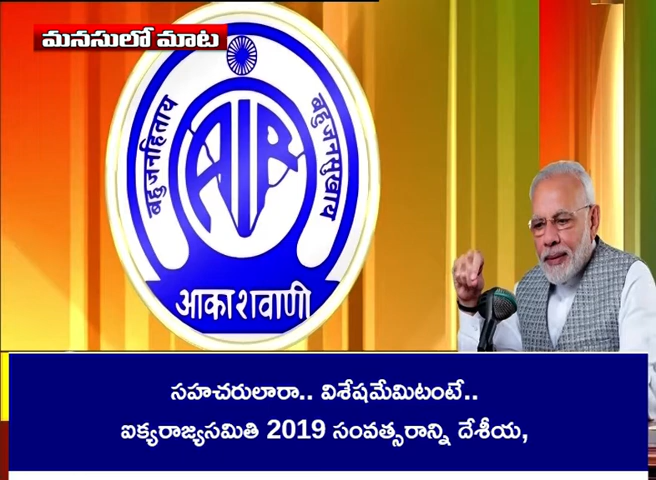 మనసులో మాట
बहुजनहिताय
बहुजनसुखाय
AIR
आकाशवाणी
సహచరులారా.. విశేషమేమిటంటే..
ఐక్యరాజ్యసమితి 2019 సంవత్సరాన్ని దేశీయ,